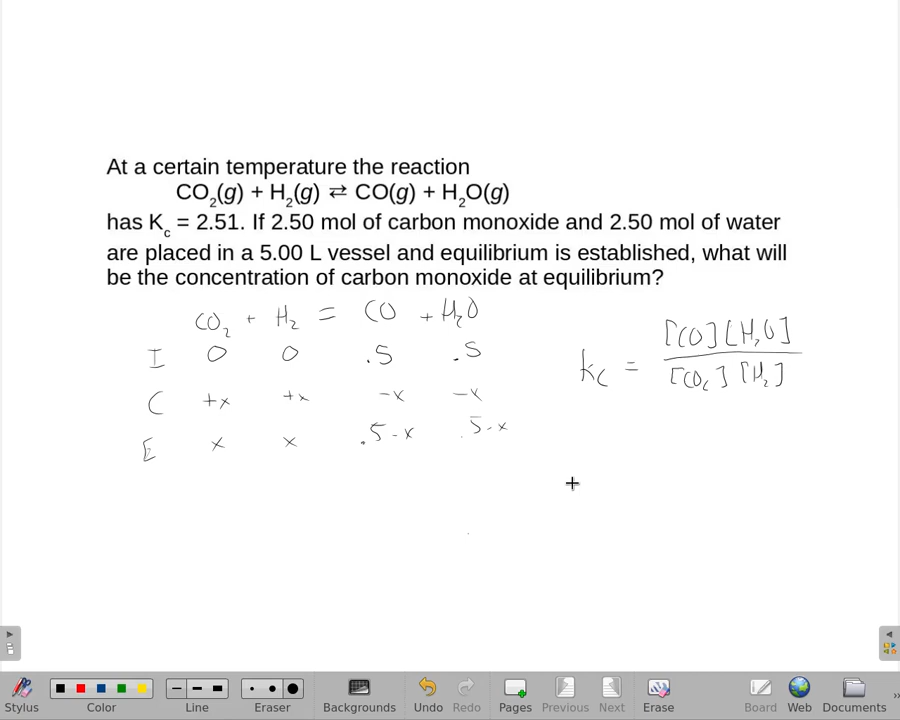 At a certain temperature the reaction
CO₂(g) + H₂(g) ⇄ CO(g) + H₂O(g)
has Kc = 2.51. If 2.50 mol of carbon monoxide and 2.50 mol of water
are placed in a 5.00 L vessel and equilibrium is established, what will
be the concentration of carbon monoxide at equilibrium?
CO₂ + H₂ = CO + H₂O
I 0 0 .5 .5
C +x +x -x -x
E x x .5-x .5-x
kc = [CO][H₂O] / [CO₂][H₂]
Stylus Color Line Eraser Backgrounds Undo Redo Pages Previous Next Erase Board Web Documents